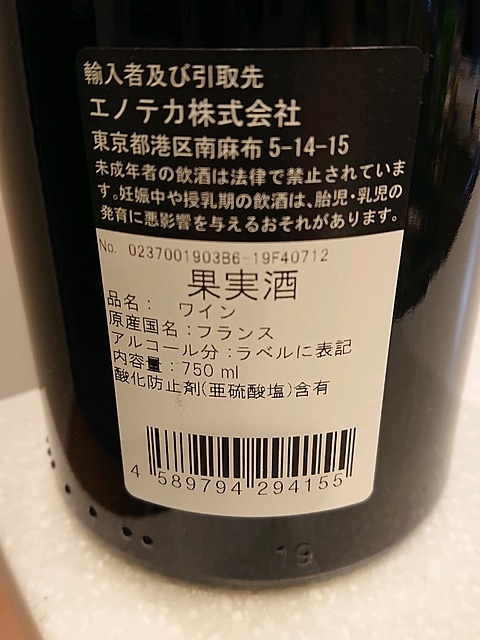 輸入者及び引取先
エノテカ株式会社
東京都港区南麻布 5-14-15
未成年者の飲酒は法律で禁止されていま
す。妊娠中や授乳期の飲酒は、胎児・乳児の
発育に悪影響を与えるおそれがあります。
No. 0237001903B6-19F40712
果実酒
品名： ワイン
原産国名：フランス
アルコール分：ラベルに表記
内容量：750 ml
酸化防止剤(亜硫酸塩)含有
4 589794 294155
19